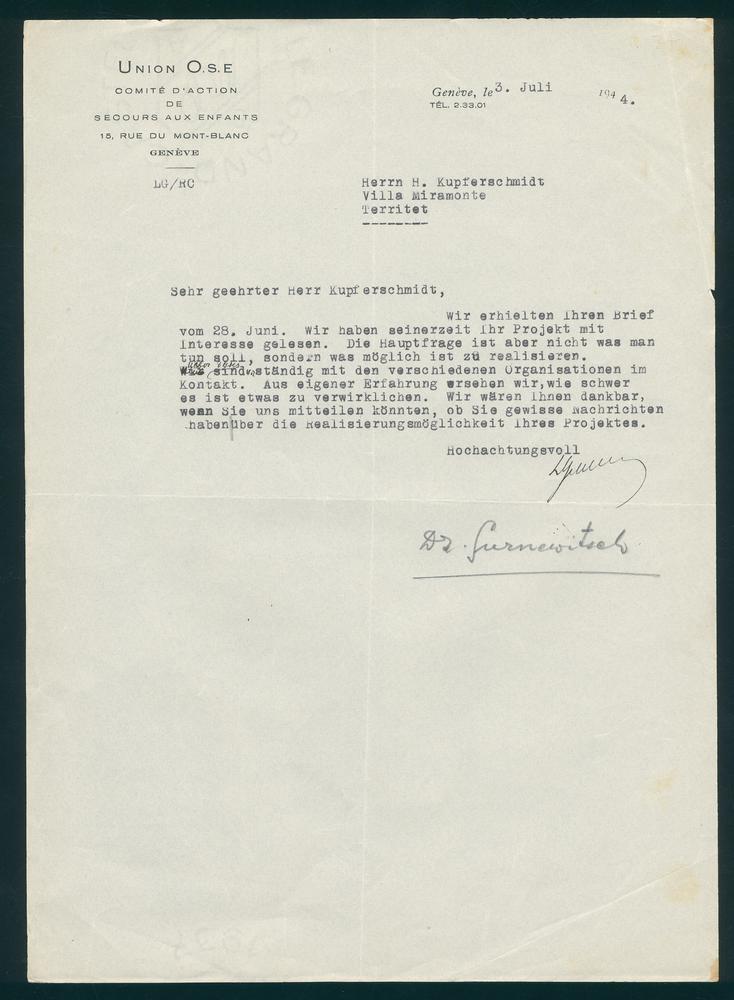 UNION O.S.E
COMITÉ D'ACTION
DE
SECOURS AUX ENFANTS
15, RUE DU MONT-BLANC
GENÈVE
Genève, le 3. Juli 1944.
TÉL. 2.33.01
LG/RC
Herrn H. Kupferschmidt
Villa Miramonte
Territet
Sehr geehrter Herr Kupferschmidt,
Wir erhielten Ihren Brief
vom 28. Juni. Wir haben seinerzeit Ihr Projekt mit
Interesse gelesen. Die Hauptfrage ist aber nicht was man
tun soll, sondern was möglich ist zu realisieren.
sind ständig mit den verschiedenen Organisationen im
Kontakt. Aus eigener Erfahrung ersehen wir, wie schwer
es ist etwas zu verwirklichen. Wir wären Ihnen dankbar,
wenn Sie uns mitteilen könnten, ob Sie gewisse Nachrichten
haben über die Realisierungsmöglichkeit Ihres Projektes.
Hochachtungsvoll
Dr. Gurnewitsch